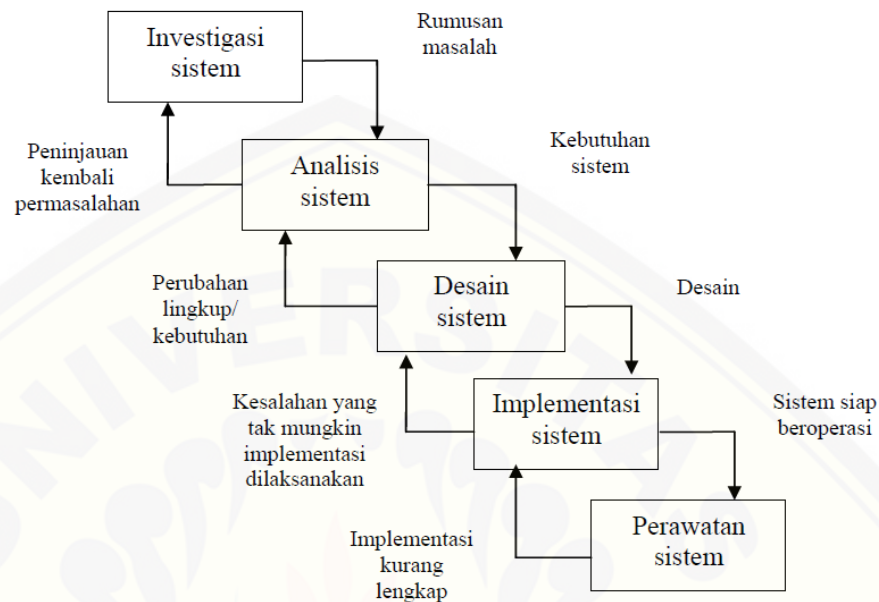 Investigasi
sistem
Rumusan
masalah
Peninjauan
kembali
permasalahan
Analisis
sistem
Kebutuhan
sistem
Perubahan
lingkup/
kebutuhan
Desain
sistem
Desain
Kesalahan yang
tak mungkin
implementasi
dilaksanakan
Implementasi
sistem
Sistem siap
beroperasi
Implementasi
kurang
lengkap
Perawatan
sistem
UNIVERSITAS